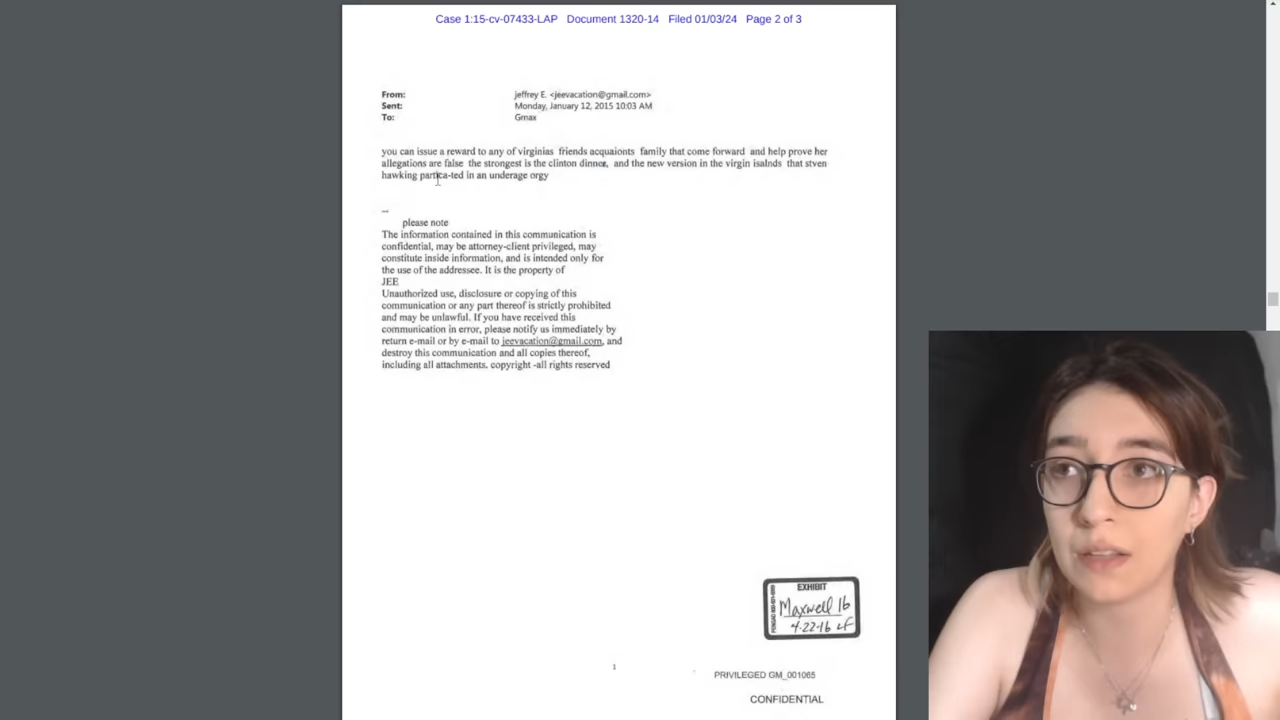 Case 1:15-cv-07433-LAP Document 1320-14 Filed 01/03/24 Page 2 of 3
From: jeffrey E. <jeevacation@gmail.com>
Sent: Monday, January 12, 2015 10:03 AM
To: Gmax
you can issue a reward to any of virginias friends acquaionts family that come forward and help prove her
allegations are false the strongest is the clinton dinner, and the new version in the virgin isalnds that stven
hawking partica-ted in an underage orgy
--
please note
The information contained in this communication is
confidential, may be attorney-client privileged, may
constitute inside information, and is intended only for
the use of the addressee. It is the property of
JEE
Unauthorized use, disclosure or copying of this
communication or any part thereof is strictly prohibited
and may be unlawful. If you have received this
communication in error, please notify us immediately by
return e-mail or by e-mail to jeevacation@gmail.com, and
destroy this communication and all copies thereof,
including all attachments. copyright -all rights reserved
EXHIBIT
Maxwell 16
4-22-16 LF
1
PRIVILEGED GM_001065
CONFIDENTIAL